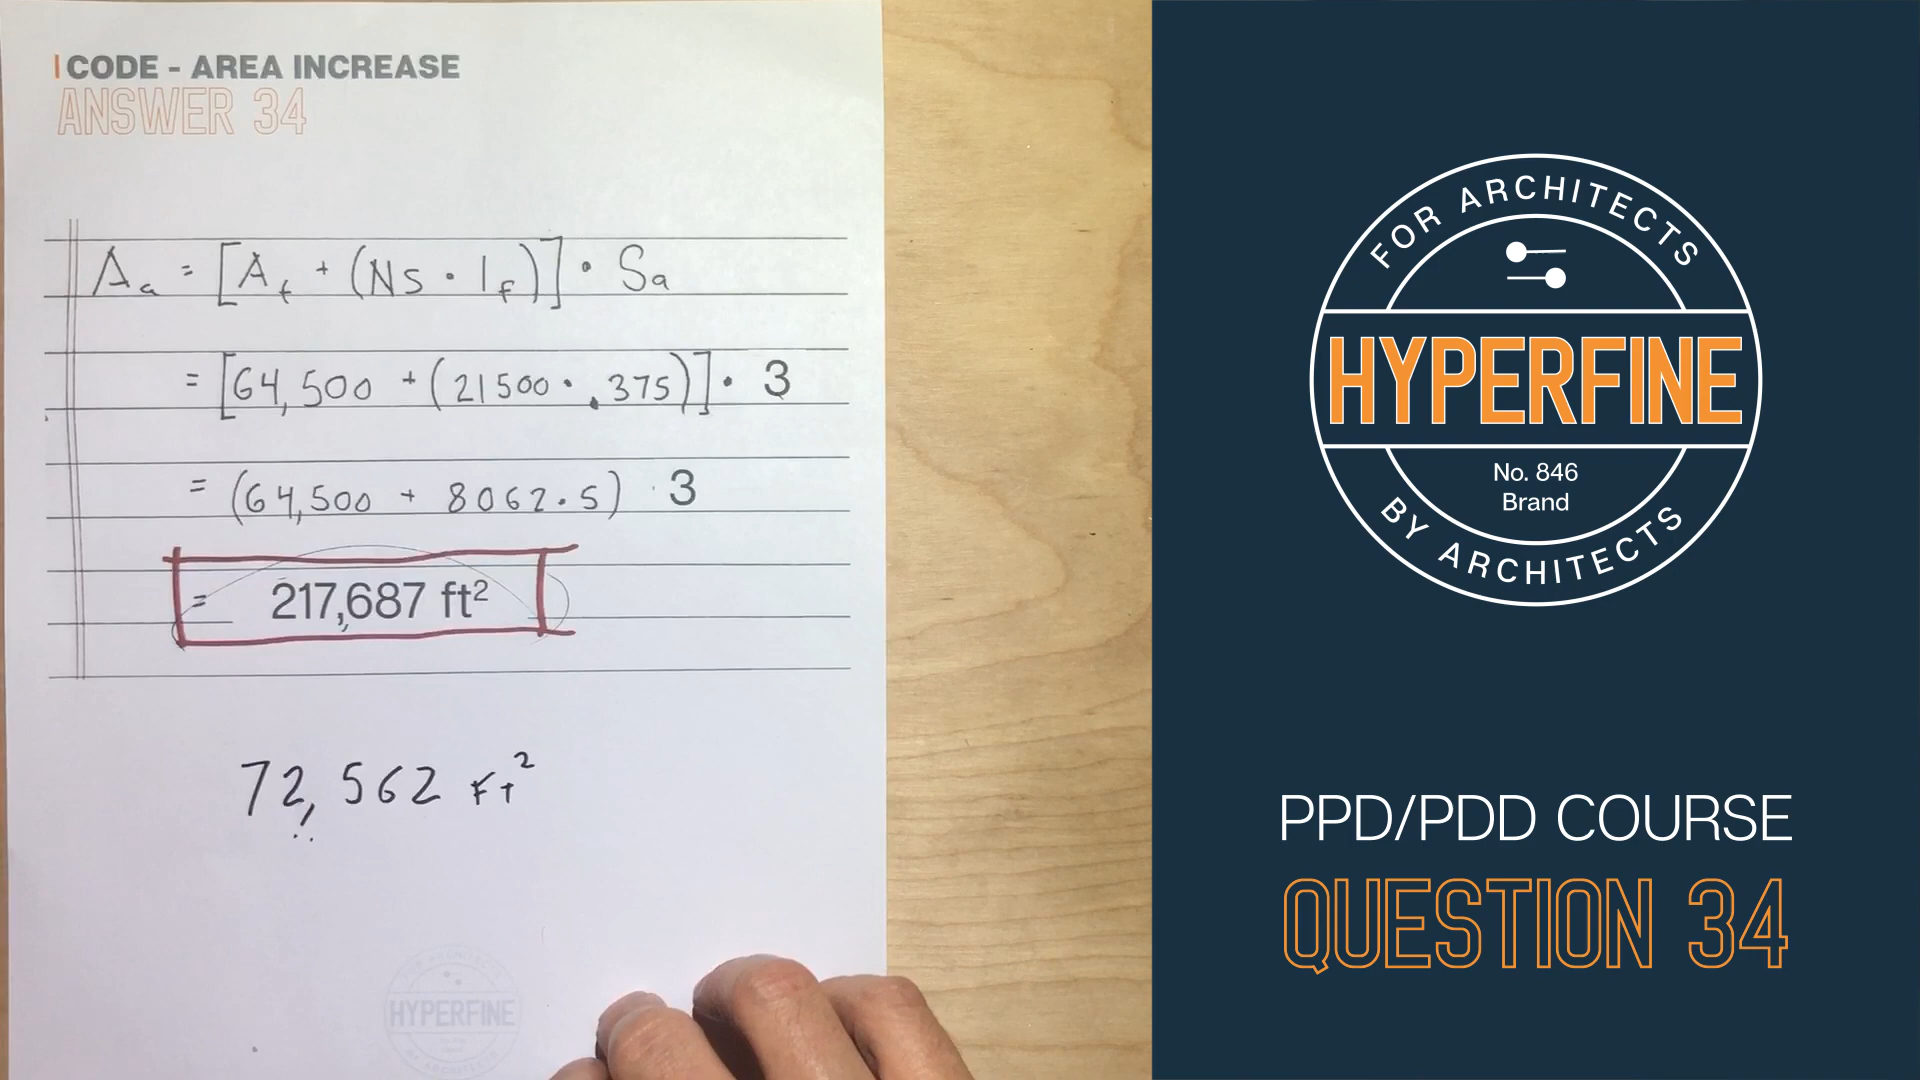 CODE - AREA INCREASE
ANSWER 34
Aa = [At + (Ns · If)] · Sa
= [64,500 + (21500 · .375)] · 3
= (64,500 + 8062.5) · 3
= 217,687 ft²
72,562 Ft²
HYPERFINE
FOR ARCHITECTS
HYPERFINE
No. 846
Brand
BY ARCHITECTS
PPD/PDD COURSE
QUESTION 34